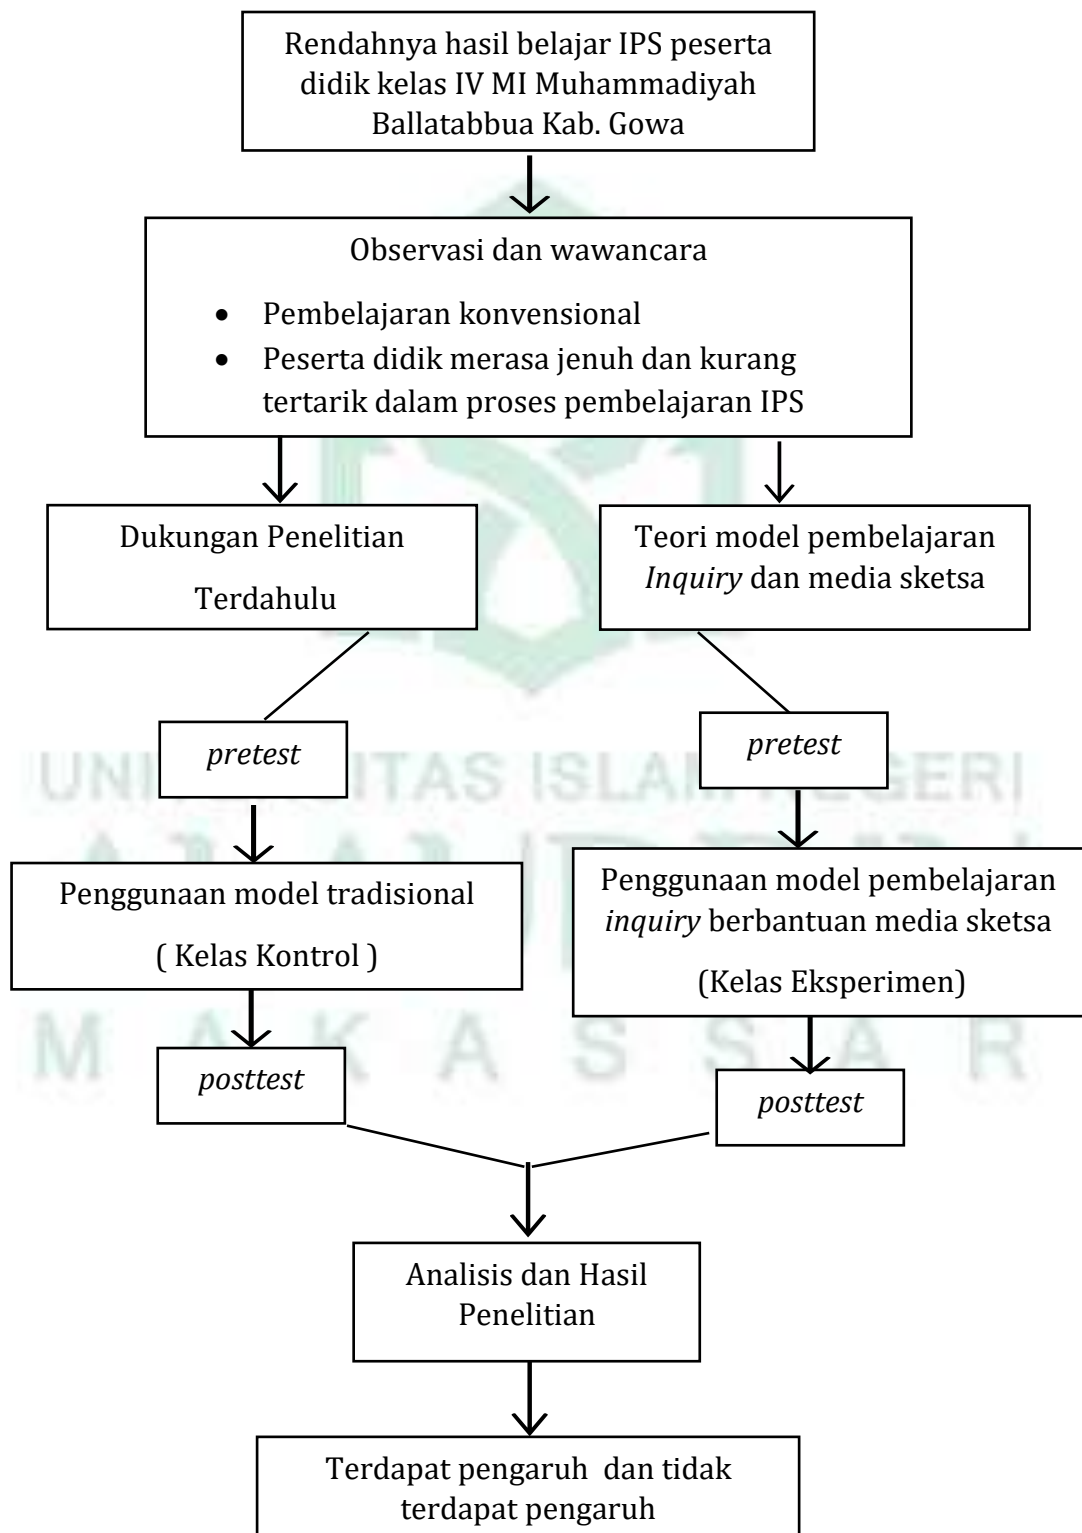 Rendahnya hasil belajar IPS peserta
didik kelas IV MI Muhammadiyah
Ballatabbua Kab. Gowa
Observasi dan wawancara
• Pembelajaran konvensional
• Peserta didik merasa jenuh dan kurang
tertarik dalam proses pembelajaran IPS
Dukungan Penelitian
Terdahulu
Teori model pembelajaran
Inquiry dan media sketsa
pretest
pretest
Penggunaan model tradisional
( Kelas Kontrol )
Penggunaan model pembelajaran
inquiry berbantuan media sketsa
(Kelas Eksperimen)
posttest
posttest
Analisis dan Hasil
Penelitian
Terdapat pengaruh dan tidak
terdapat pengaruh
ISLAM NEGERI
MAKASSAR